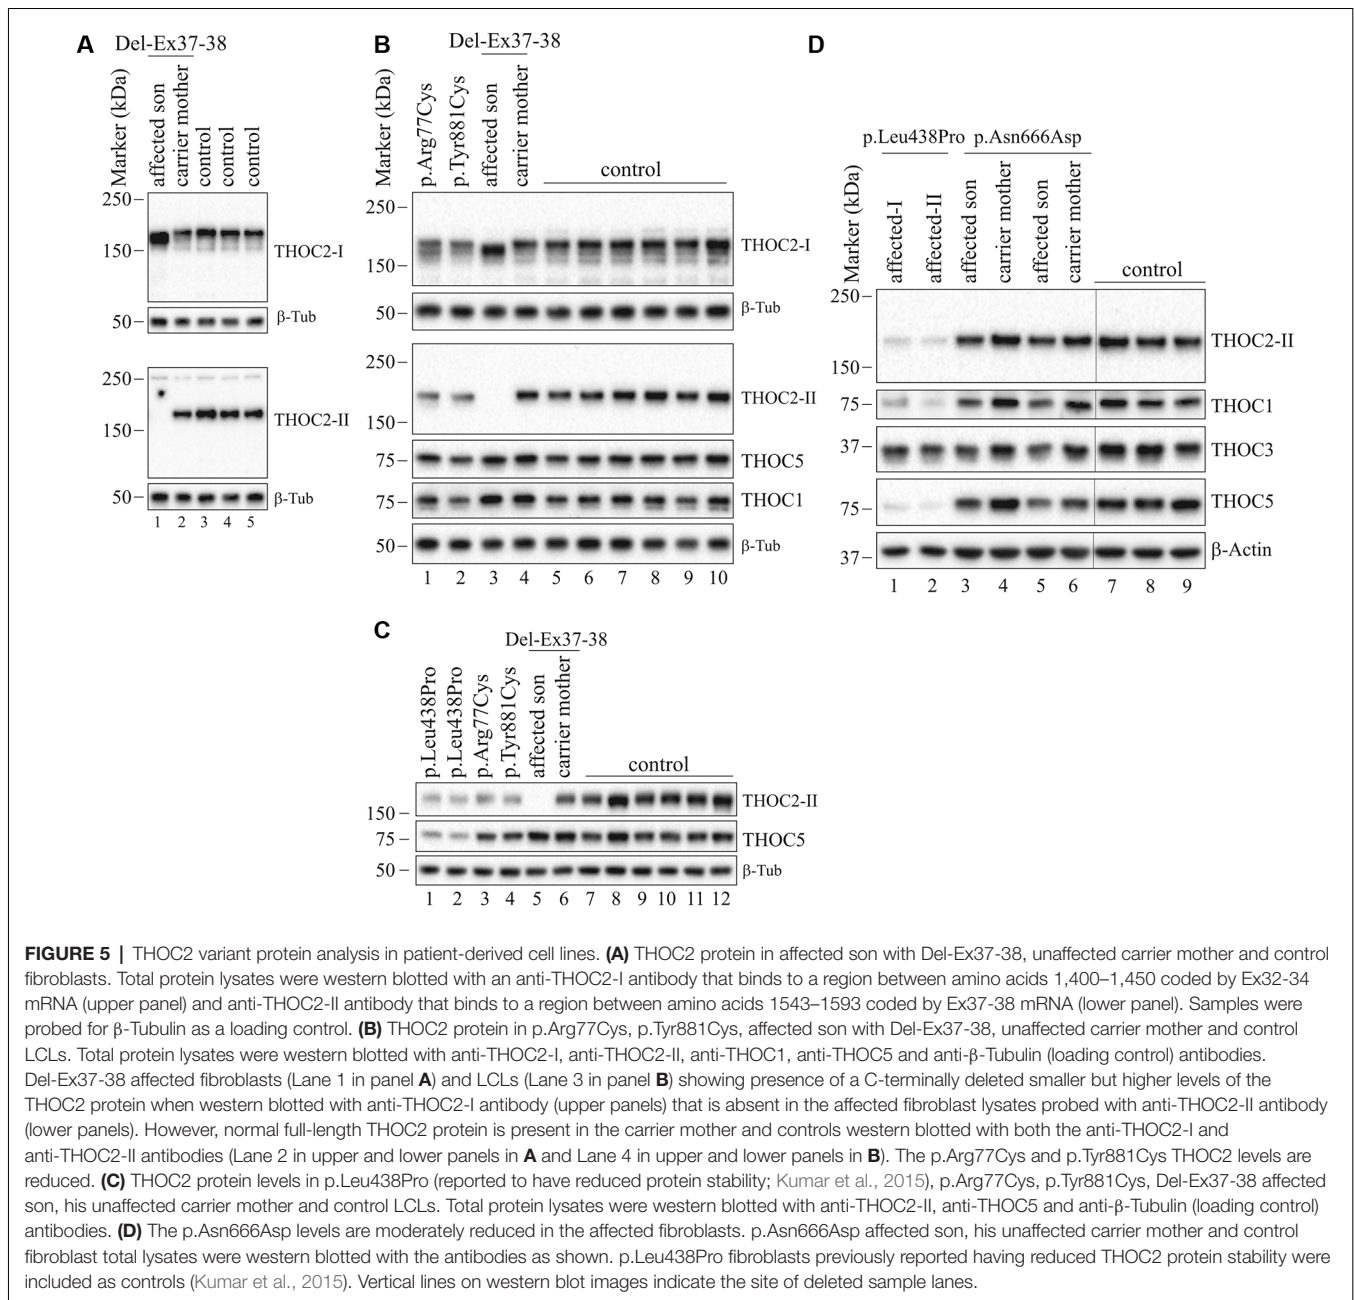 A
Del-Ex37-38
Marker (kDa)
affected son
carrier mother
control
control
control
250
150
THOC2-I
50
β-Tub
250
150
THOC2-II
50
β-Tub
1 2 3 4 5
B
Del-Ex37-38
Marker (kDa)
p.Arg77Cys
p.Tyr881Cys
affected son
carrier mother
control
250
150
THOC2-I
50
β-Tub
250
150
THOC2-II
75
THOC5
75
THOC1
50
β-Tub
1 2 3 4 5 6 7 8 9 10
D
p.Leu438Pro p.Asn666Asp
Marker (kDa)
affected-I
affected-II
affected son
carrier mother
affected son
carrier mother
control
250
150
THOC2-II
75
THOC1
37
THOC3
75
THOC5
37
β-Actin
1 2 3 4 5 6 7 8 9
C
Del-Ex37-38
p.Leu438Pro
p.Leu438Pro
p.Arg77Cys
p.Tyr881Cys
affected son
carrier mother
control
150
THOC2-II
75
THOC5
50
β-Tub
1 2 3 4 5 6 7 8 9 10 11 12
FIGURE 5 | THOC2 variant protein analysis in patient-derived cell lines. (A) THOC2 protein in affected son with Del-Ex37-38, unaffected carrier mother and control
fibroblasts. Total protein lysates were western blotted with an anti-THOC2-I antibody that binds to a region between amino acids 1,400–1,450 coded by Ex32-34
mRNA (upper panel) and anti-THOC2-II antibody that binds to a region between amino acids 1543–1593 coded by Ex37-38 mRNA (lower panel). Samples were
probed for β-Tubulin as a loading control. (B) THOC2 protein in p.Arg77Cys, p.Tyr881Cys, affected son with Del-Ex37-38, unaffected carrier mother and control
LCLs. Total protein lysates were western blotted with anti-THOC2-I, anti-THOC2-II, anti-THOC1, anti-THOC5 and anti-β-Tubulin (loading control) antibodies.
Del-Ex37-38 affected fibroblasts (Lane 1 in panel A) and LCLs (Lane 3 in panel B) showing presence of a C-terminally deleted smaller but higher levels of the
THOC2 protein when western blotted with anti-THOC2-I antibody (upper panels) that is absent in the affected fibroblast lysates probed with anti-THOC2-II antibody
(lower panels). However, normal full-length THOC2 protein is present in the carrier mother and controls western blotted with both the anti-THOC2-I and
anti-THOC2-II antibodies (Lane 2 in upper and lower panels in A and Lane 4 in upper and lower panels in B). The p.Arg77Cys and p.Tyr881Cys THOC2 levels are
reduced. (C) THOC2 protein levels in p.Leu438Pro (reported to have reduced protein stability; Kumar et al., 2015), p.Arg77Cys, p.Tyr881Cys, Del-Ex37-38 affected
son, his unaffected carrier mother and control LCLs. Total protein lysates were western blotted with anti-THOC2-II, anti-THOC5 and anti-β-Tubulin (loading control)
antibodies. (D) The p.Asn666Asp levels are moderately reduced in the affected fibroblasts. p.Asn666Asp affected son, his unaffected carrier mother and control
fibroblast total lysates were western blotted with the antibodies as shown. p.Leu438Pro fibroblasts previously reported having reduced THOC2 protein stability were
included as controls (Kumar et al., 2015). Vertical lines on western blot images indicate the site of deleted sample lanes.